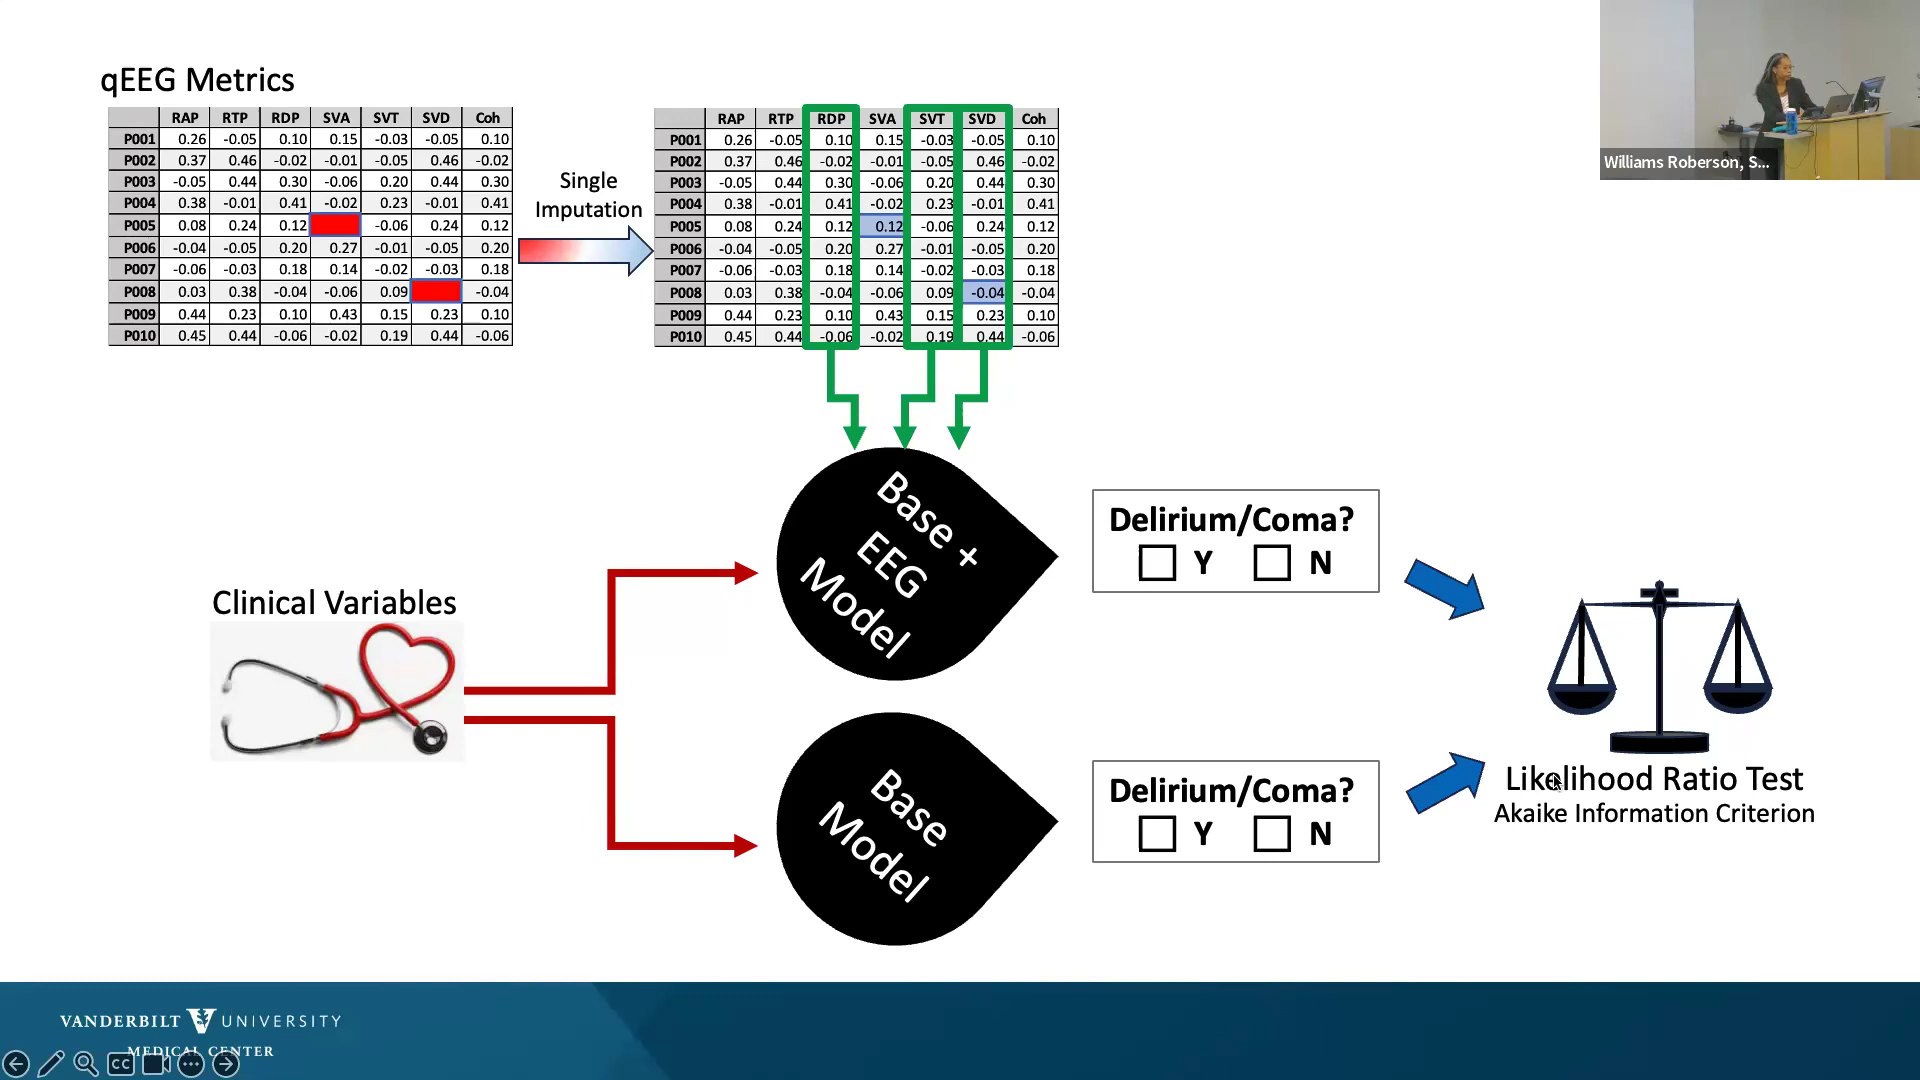 qEEG Metrics
RAP RTP RDP SVA SVT SVD Coh
P001 0.26 -0.05 0.10 0.15 -0.03 -0.05 0.10
P002 0.37 0.46 -0.02 -0.01 -0.05 0.46 -0.02
P003 -0.05 0.44 0.30 -0.06 0.20 0.44 0.30
P004 0.38 -0.01 0.41 -0.02 0.23 -0.01 0.41
P005 0.08 0.24 0.12 -0.06 0.24 0.12
P006 -0.04 -0.05 0.20 0.27 -0.01 -0.05 0.20
P007 -0.06 -0.03 0.18 0.14 -0.02 -0.03 0.18
P008 0.03 0.38 -0.04 -0.06 0.09 -0.04
P009 0.44 0.23 0.10 0.43 0.15 0.23 0.10
P010 0.45 0.44 -0.06 -0.02 0.19 0.44 -0.06
Single
Imputation
RAP RTP RDP SVA SVT SVD Coh
P001 0.26 -0.05 0.10 0.15 -0.03 -0.05 0.10
P002 0.37 0.46 -0.02 -0.01 -0.05 0.46 -0.02
P003 -0.05 0.44 0.30 -0.06 0.20 0.44 0.30
P004 0.38 -0.01 0.41 -0.02 0.23 -0.01 0.41
P005 0.08 0.24 0.12 0.12 -0.06 0.24 0.12
P006 -0.04 -0.05 0.20 0.27 -0.01 -0.05 0.20
P007 -0.06 -0.03 0.18 0.14 -0.02 -0.03 0.18
P008 0.03 0.38 -0.04 -0.06 0.09 -0.04 -0.04
P009 0.44 0.23 0.10 0.43 0.15 0.23 0.10
P010 0.45 0.44 -0.06 -0.02 0.19 0.44 -0.06
Williams Roberson, S...
Clinical Variables
Base +
EEG
Model
Delirium/Coma?
Y N
Base
Model
Delirium/Coma?
Y N
Likelihood Ratio Test
Akaike Information Criterion
VANDERBILT V UNIVERSITY
MEDICAL CENTER
CC